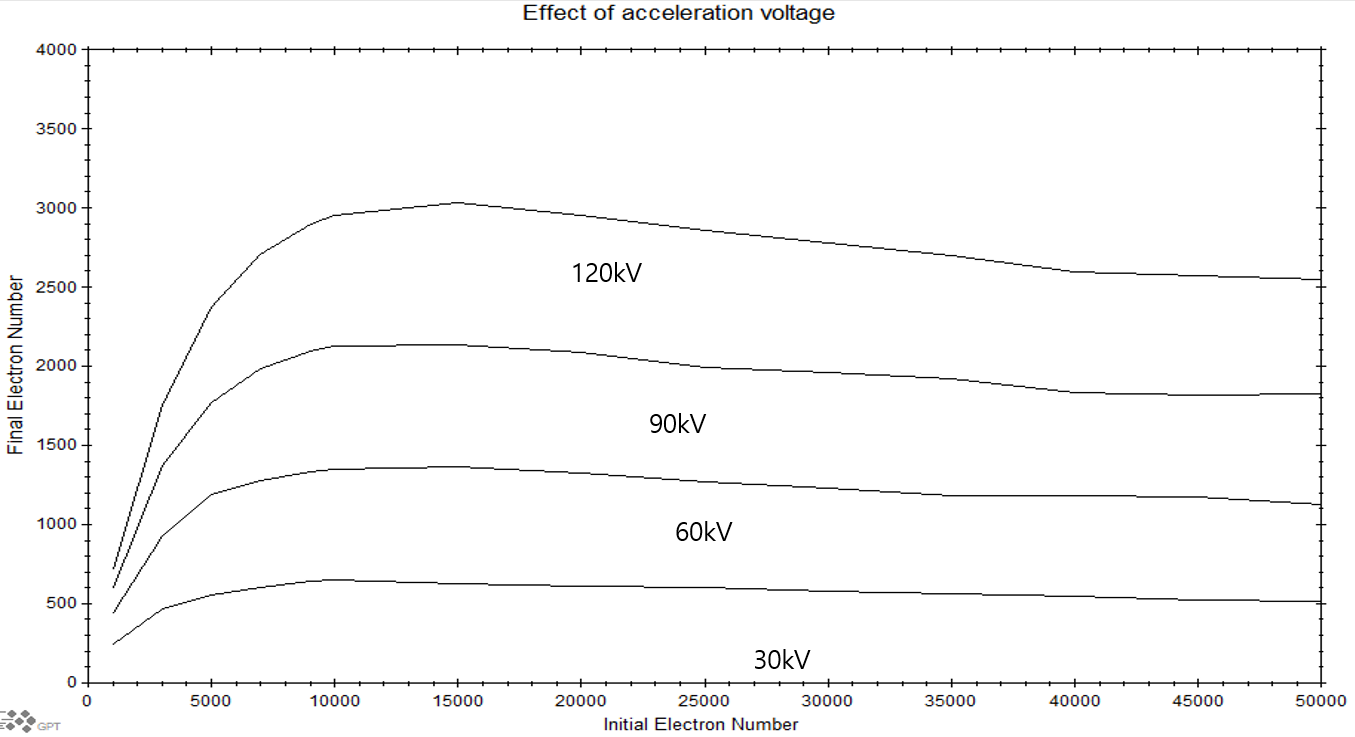 Effect of acceleration voltage
4000
3500
3000
2500
2000
1500
1000
500
0
Final Electron Number
120kV
90kV
60kV
30kV
0 5000 10000 15000 20000 25000 30000 35000 40000 45000 50000
Initial Electron Number
GPT